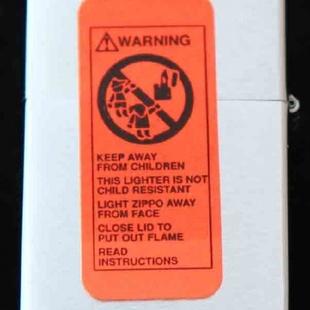 WARNING
KEEP AWAY
FROM CHILDREN
THIS LIGHTER IS NOT
CHILD RESISTANT
LIGHT ZIPPO AWAY
FROM FACE
CLOSE LID TO
PUT OUT FLAME
READ
INSTRUCTIONS